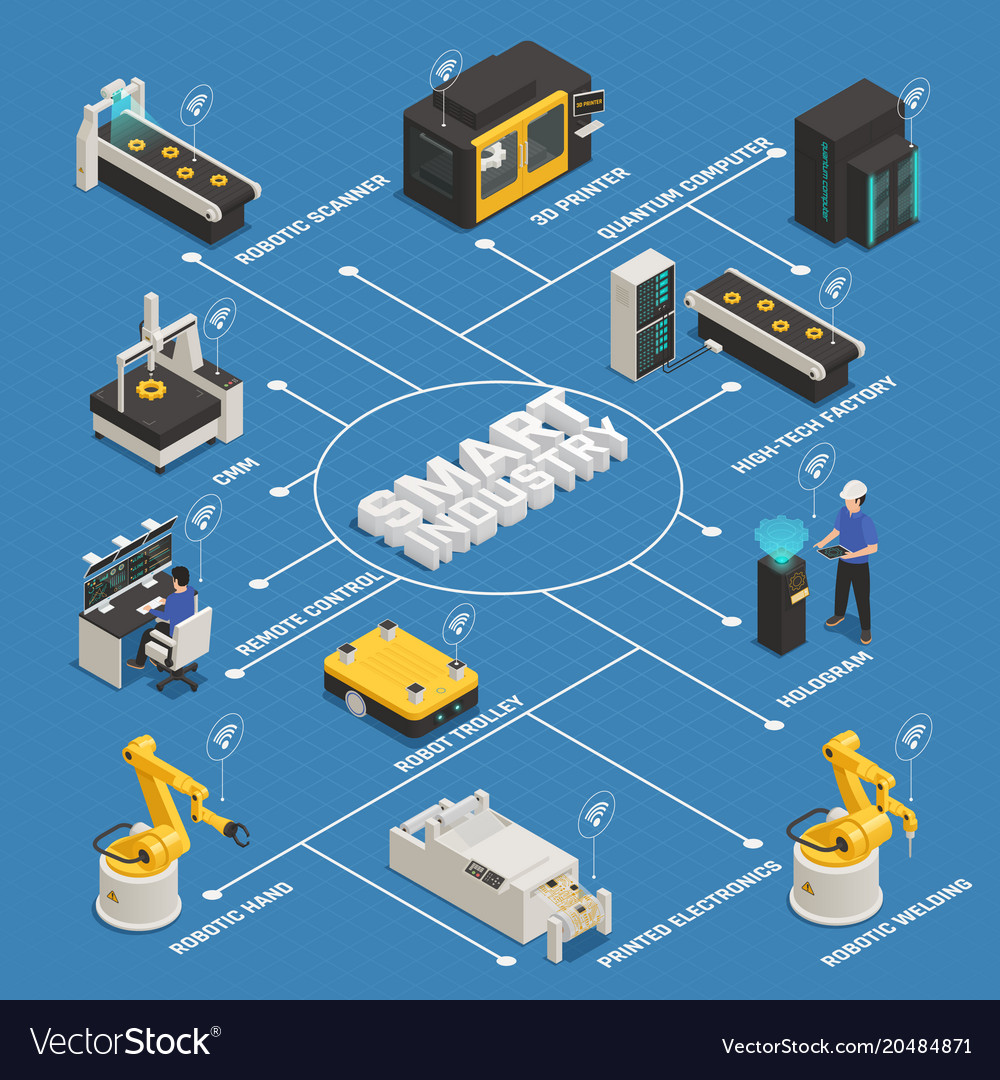 3D PRINTER
quantum computer
ROBOTIC SCANNER
3D PRINTER
QUANTUM COMPUTER
CMM
SMART
INDUSTRY
HIGH-TECH FACTORY
REMOTE CONTROL
ROBOT TROLLEY
HOLOGRAM
ROBOTIC HAND
PRINTED ELECTRONICS
ROBOTIC WELDING
VectorStock®
VectorStock.com/20484871